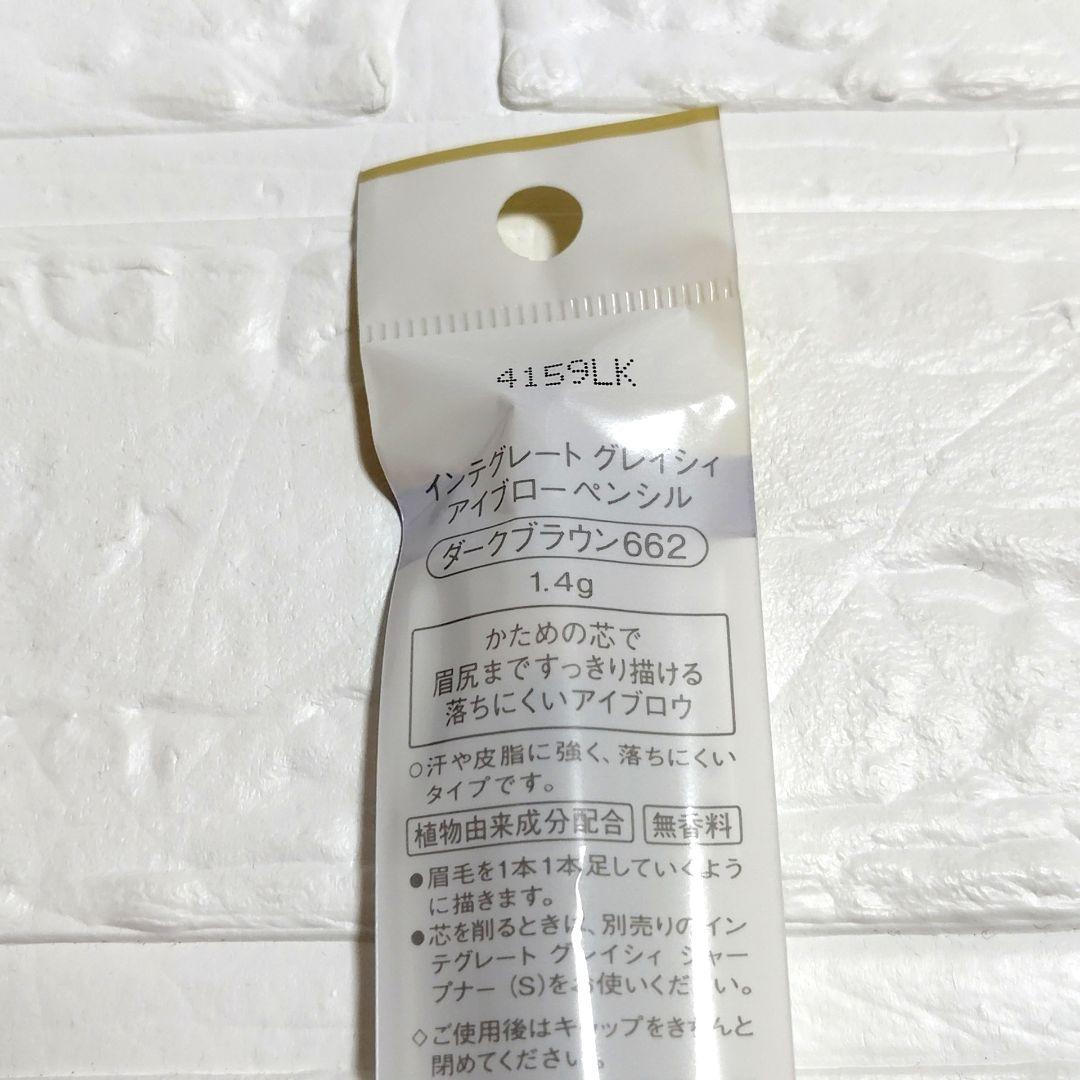 4159LK
インテグレート グレイシィ
アイブロー ペンシル
ダークブラウン662
1.4g
かための芯で
眉尻まですっきり描ける
落ちにくいアイブロウ
○汗や皮脂に強く、落ちにくい
タイプです。
植物由来成分配合 無香料
●眉毛を1本1本足していくよう
に描きます。
●芯を削るときは、別売りのイン
テグレート グレイシィ シャー
プナー (S)をお使いください。
◇ご使用後はキャップをきちんと
閉めてください。